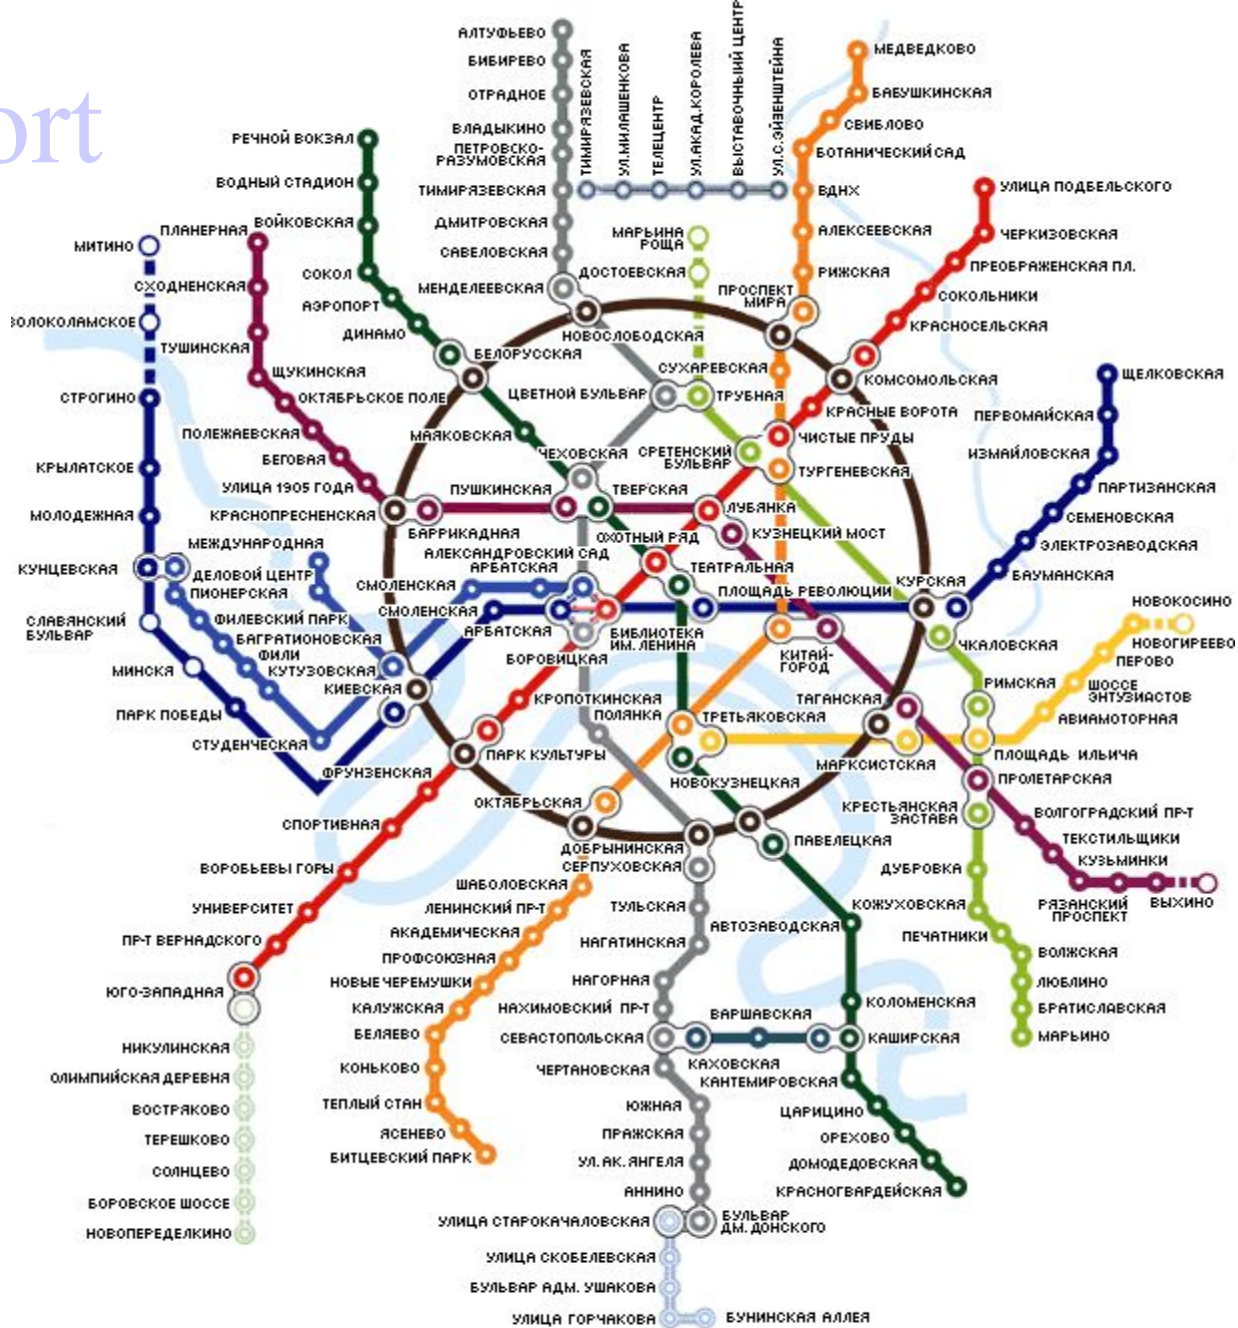 ort
АЛТУФЬЕВО
БИБИРЕВО
ОТРАДНОЕ
ВЛАДЫКИНО
ПЕТРОВСКО-
РАЗУМОВСКАЯ
ТИМИРЯЗЕВСКАЯ
ДМИТРОВСКАЯ
САВЕЛОВСКАЯ
МЕНДЕЛЕЕВСКАЯ
ТИМИРЯЗЕВСКАЯ
УЛ.МИЛАШЕНКОВА
ТЕЛЕЦЕНТР
УЛ.АКАД.КОРОЛЕВА
ВЫСТАВОЧНЫИЙ ЦЕНТР
УЛ.С.ЭЙЗЕНШТЕЙНА
МЕДВЕДКОВО
БАБУШКИНСКАЯ
СВИБЛОВО
БОТАНИЧЕСКИЙ САД
ВДНХ
АЛЕКСЕЕВСКАЯ
РИЖСКАЯ
ПРОСПЕКТ
МИРА
УЛИЦА ПОДБЕЛЬСКОГО
ЧЕРКИЗОВСКАЯ
ПРЕОБРАЖЕНСКАЯ ПЛ.
СОКОЛЬНИКИ
КРАСНОСЕЛЬСКАЯ
КОМСОМОЛЬСКАЯ
КРАСНЫЕ ВОРОТА
ЧИСТЫЕ ПРУДЫ
ТУРГЕНЕВСКАЯ
РЕЧНОЙ ВОКЗАЛ
ВОДНЫЙ СТАДИОН
ВОЙКОВСКАЯ
СОКОЛ
АЭРОПОРТ
ДИНАМО
БЕЛОРУССКАЯ
МАЯКОВСКАЯ
ПЛАНЕРНАЯ
СХОДНЕНСКАЯ
ТУШИНСКАЯ
ЩУКИНСКАЯ
ОКТЯБРЬСКОЕ ПОЛЕ
ПОЛЕЖАЕВСКАЯ
БЕГОВАЯ
УЛИЦА 1905 ГОДА
КРАСНОПРЕСНЕНСКАЯ
БАРРИКАДНАЯ
МИТИНО
ВОЛОКОЛАМСКОЕ
СТРОГИНО
КРЫЛАТСКОЕ
МОЛОДЕЖНАЯ
КУНЦЕВСКАЯ
СЛАВЯНСКИЙ
БУЛЬВАР
МИНСКЯ
ПАРК ПОБЕДЫ
МАРЬИНА
РОЩА
ДОСТОЕВСКАЯ
НОВОСЛОБОДСКАЯ
СУХАРЕВСКАЯ
ЦВЕТНОЙ БУЛЬВАР
ТРУБНАЯ
СРЕТЕНСКИЙ
БУЛЬВАР
ЧЕХОВСКАЯ
ПУШКИНСКАЯ
ТВЕРСКАЯ
ЛУБЯНКА
КУЗНЕЦКИЙ МОСТ
ОХОТНЫЙ РЯД
ТЕАТРАЛЬНАЯ
ПЛОЩАДЬ РЕВОЛЮЦИИ
КУРСКАЯ
ЩЕЛКОВСКАЯ
ПЕРВОМАЙСКАЯ
ИЗМАЙЛОВСКАЯ
ПАРТИЗАНСКАЯ
СЕМЕНОВСКАЯ
ЭЛЕКТРОЗАВОДСКАЯ
БАУМАНСКАЯ
МЕЖДУНАРОДНАЯ
ДЕЛОВОЙ ЦЕНТР
ПИОНЕРСКАЯ
ФИЛЕВСКИЙ ПАРК
БАГРАТИОНОВСКАЯ
ФИЛИ
КУТУЗОВСКАЯ
СТУДЕНЧЕСКАЯ
КИЕВСКАЯ
АЛЕКСАНДРОВСКИЙ САД
АРБАТСКАЯ
СМОЛЕНСКАЯ
СМОЛЕНСКАЯ
АРБАТСКАЯ
БИБЛИОТЕКА
ИМ. ЛЕНИНА
БОРОВИЦКАЯ
КИТАЙ-
ГОРОД
ЧКАЛОВСКАЯ
НОВОКОСИНО
НОВОГИРЕЕВО
ПЕРОВО
ШОССЕ
ЭНТУЗИАСТОВ
АВИАМОТОРНАЯ
РИМСКАЯ
ПЛОЩАДЬ ИЛЬИЧА
ТАГАНСКАЯ
МАРКСИСТСКАЯ
ПРОЛЕТАРСКАЯ
КРЕСТЬЯНСКАЯ
ЗАСТАВА
ВОЛГОГРАДСКИЙ ПР-Т
ТЕКСТИЛЬЩИКИ
КУЗЬМИНКИ
РЯЗАНСКИЙ
ПРОСПЕКТ
ВЫХИНО
ДУБРОВКА
КОЖУХОВСКАЯ
ПЕЧАТНИКИ
ВОЛЖСКАЯ
ЛЮБЛИНО
БРАТИСЛАВСКАЯ
МАРЬИНО
КРОПОТКИНСКАЯ
ПОЛЯНКА
ТРЕТЬЯКОВСКАЯ
НОВОКУЗНЕЦКАЯ
ПАРК КУЛЬТУРЫ
ФРУНЗЕНСКАЯ
ОКТЯБРЬСКАЯ
СПОРТИВНАЯ
ДОБРЫНИНСКАЯ
СЕРПУХОВСКАЯ
ПАВЕЛЕЦКАЯ
ВОРОБЬЕВЫ ГОРЫ
УНИВЕРСИТЕТ
ПР-Т ВЕРНАДСКОГО
ЮГО-ЗАПАДНАЯ
НИКУЛИНСКАЯ
ОЛИМПИЙСКАЯ ДЕРЕВНЯ
ВОСТРЯКОВО
ТЕРЕШКОВО
СОЛНЦЕВО
БОРОВСКОЕ ШОССЕ
НОВОПЕРЕДЕЛКИНО
ШАБОЛОВСКАЯ
ЛЕНИНСКИЙ ПР-Т
АКАДЕМИЧЕСКАЯ
ПРОФСОЮЗНАЯ
НОВЫЕ ЧЕРЕМУШКИ
КАЛУЖСКАЯ
БЕЛЯЕВО
КОНЬКОВО
ТЕПЛЫЙ СТАН
ЯСЕНЕВО
БИТЦЕВСКИЙ ПАРК
ТУЛЬСКАЯ
НАГАТИНСКАЯ
НАГОРНАЯ
НАХИМОВСКИЙ ПР-Т
СЕВАСТОПОЛЬСКАЯ
ЧЕРТАНОВСКАЯ
ЮЖНАЯ
ПРАЖСКАЯ
УЛ. АК. ЯНГЕЛЯ
АННИНО
УЛИЦА СТАРОКАЧАЛОВСКАЯ
БУЛЬВАР
ДМ. ДОНСКОГО
УЛИЦА СКОБЕЛЕВСКАЯ
БУЛЬВАР АДМ. УШАКОВА
УЛИЦА ГОРЧАКОВА
БУНИНСКАЯ АЛЛЕЯ
АВТОЗАВОДСКАЯ
КОЛОМЕНСКАЯ
ВАРШАВСКАЯ
КАХОВСКАЯ
КАШИРСКАЯ
КАНТЕМИРОВСКАЯ
ЦАРИЦИНО
ОРЕХОВО
ДОМОДЕДОВСКАЯ
КРАСНОГВАРДЕЙСКАЯ